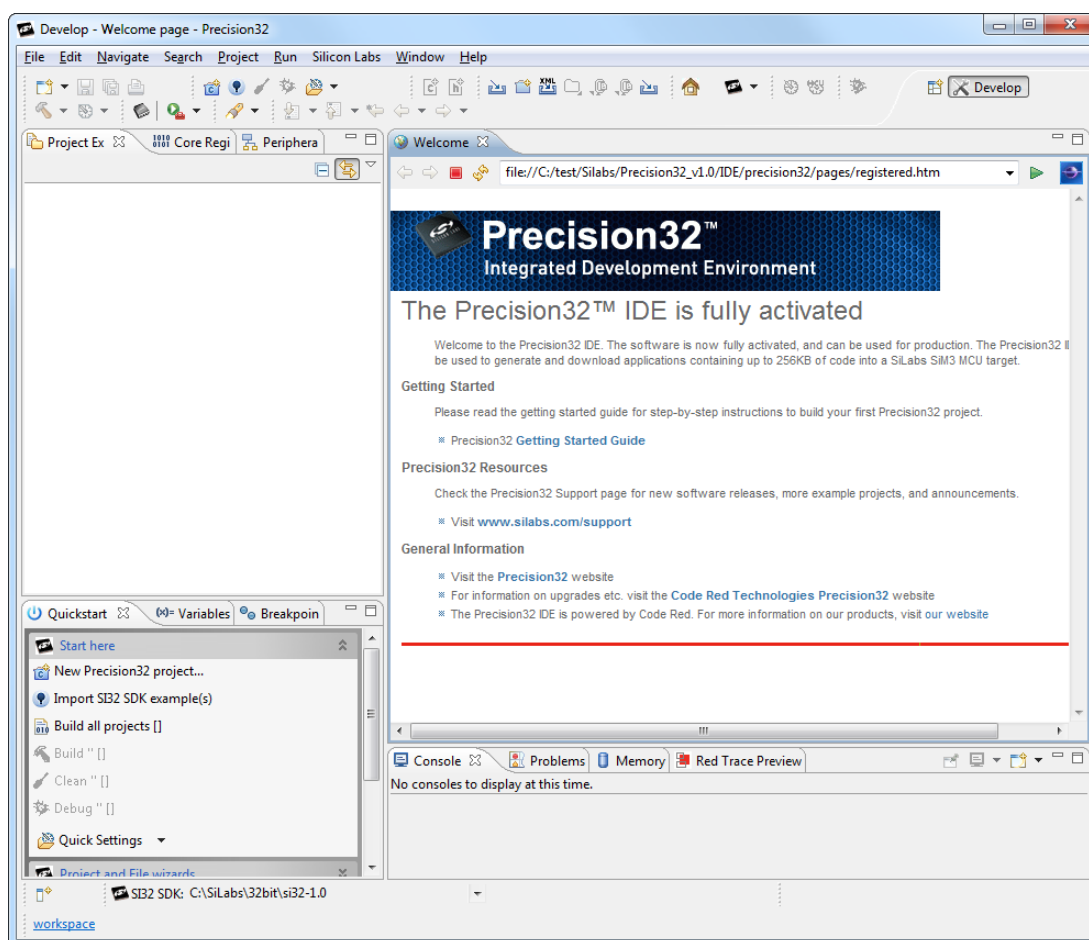 Develop - Welcome page - Precision32
File Edit Navigate Search Project Run Silicon Labs Window Help
Develop
Project Ex Core Regi Periphera
Welcome
file://C:/test/Silabs/Precision32_v1.0/IDE/precision32/pages/registered.htm
Precision32™
Integrated Development Environment
The Precision32™ IDE is fully activated
Welcome to the Precision32 IDE. The software is now fully activated, and can be used for production. The Precision32
be used to generate and download applications containing up to 256KB of code into a SiLabs SiM3 MCU target.
Getting Started
Please read the getting started guide for step-by-step instructions to build your first Precision32 project.
Precision32 Getting Started Guide
Precision32 Resources
Check the Precision32 Support page for new software releases, more example projects, and announcements.
Visit www.silabs.com/support
General Information
Visit the Precision32 website
For information on upgrades etc. visit the Code Red Technologies Precision32 website
The Precision32 IDE is powered by Code Red. For more information on our products, visit our website
Quickstart (x)= Variables Breakpoin
Start here
New Precision32 project...
Import SI32 SDK example(s)
Build all projects []
Build '' []
Clean '' []
Debug '' []
Quick Settings
Project and File wizards
Console Problems Memory Red Trace Preview
No consoles to display at this time.
SI32 SDK: C:\SiLabs\32bit\si32-1.0
workspace